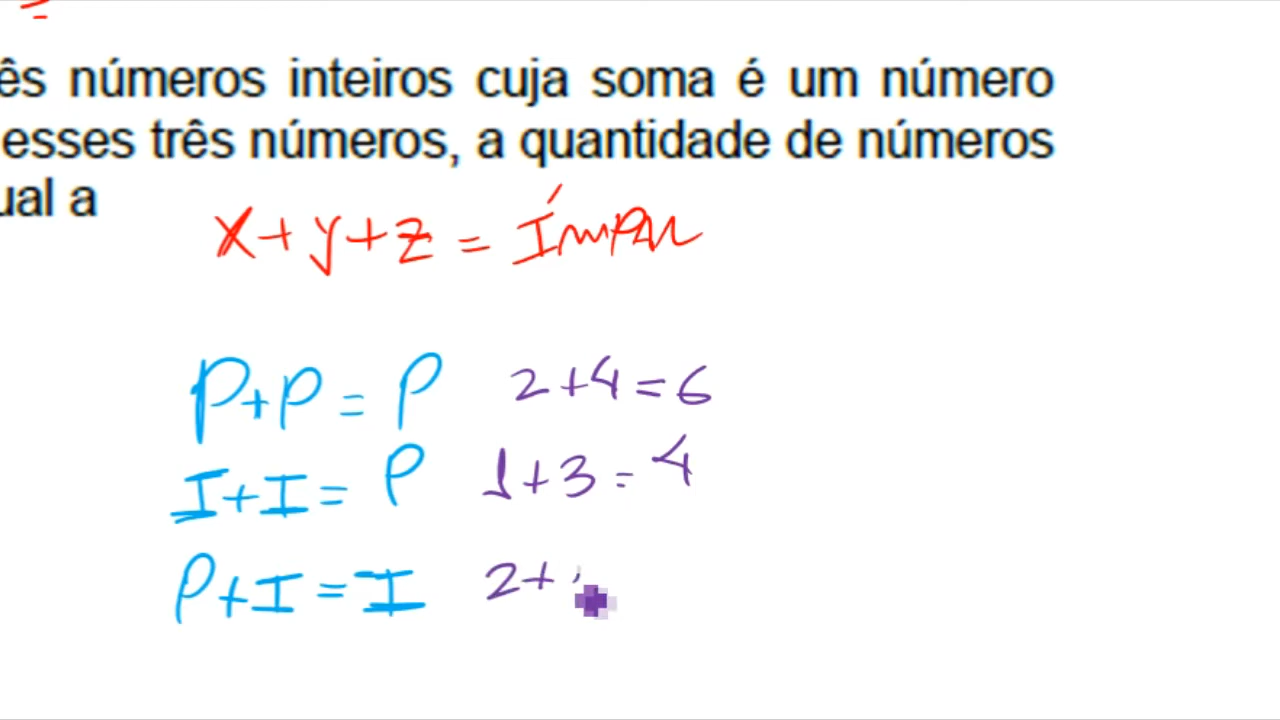 ês números inteiros cuja soma é um número
esses três números, a quantidade de números
ual a
x+y+z = ÍmPAR
P+P = P 2+4=6
I+I= P 1+3=4
P+I=I 2+